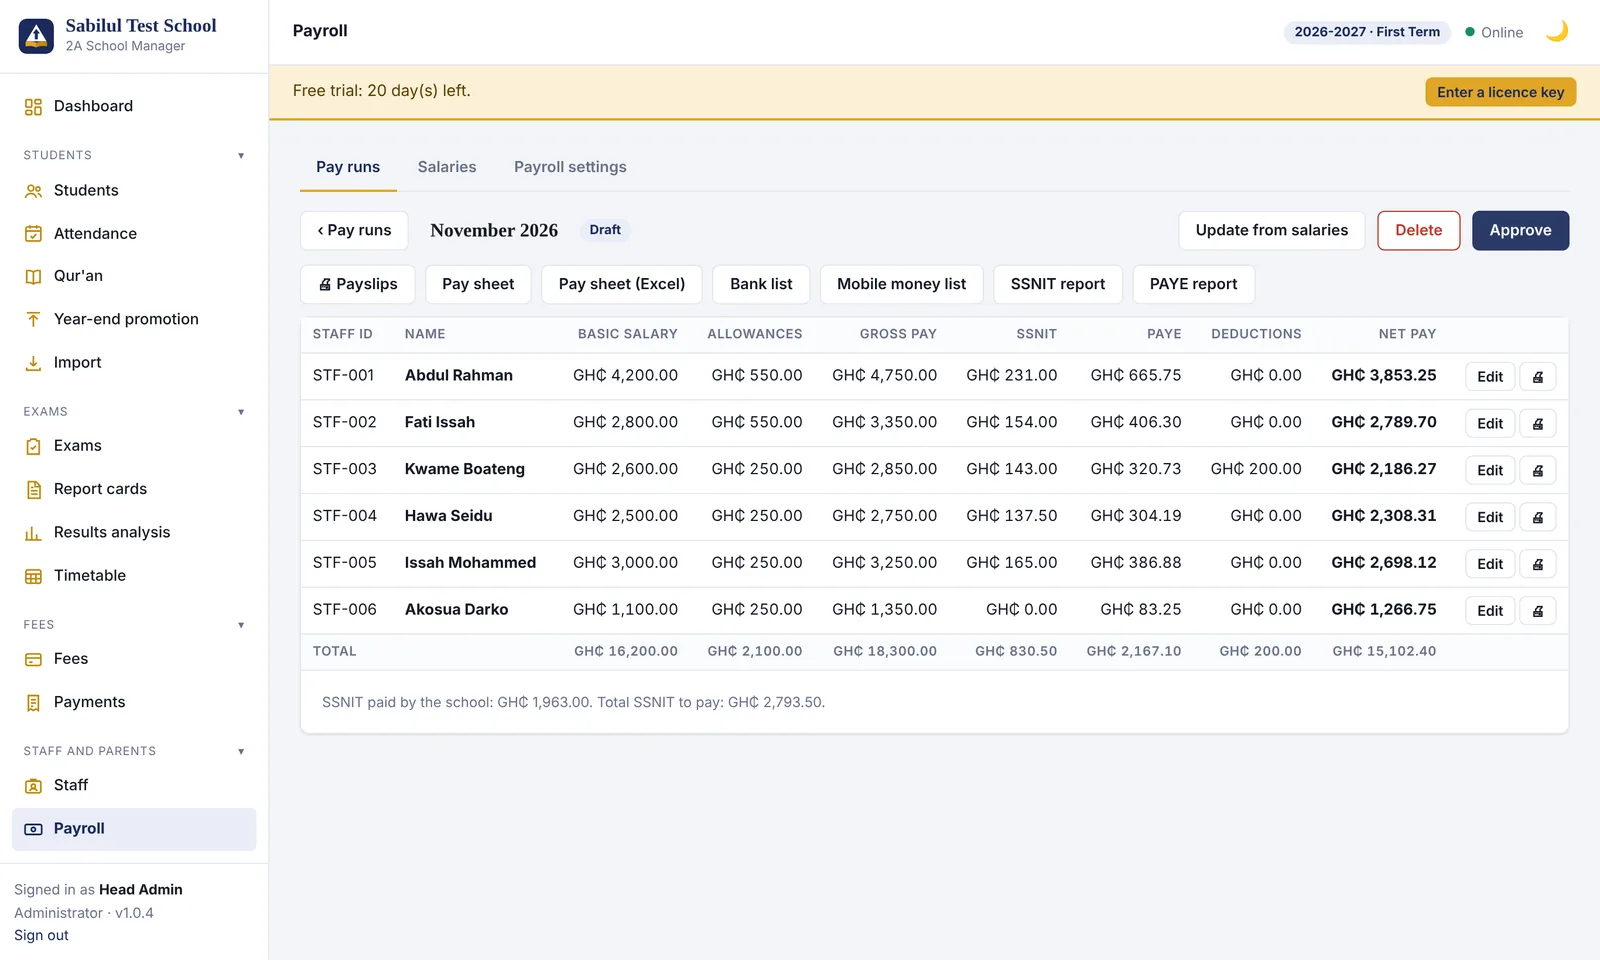 Sabilul Test School
2A School Manager
Dashboard
STUDENTS ▼
Students
Attendance
Qur'an
Year-end promotion
Import
EXAMS ▼
Exams
Report cards
Results analysis
Timetable
FEES ▼
Fees
Payments
STAFF AND PARENTS ▼
Staff
Payroll
Signed in as Head Admin
Administrator · v1.0.4
Sign out
Payroll
2026-2027 · First Term
Online
Free trial: 20 day(s) left.
Enter a licence key
Pay runs Salaries Payroll settings
‹ Pay runs November 2026 Draft Update from salaries Delete Approve
Payslips Pay sheet Pay sheet (Excel) Bank list Mobile money list SSNIT report PAYE report
STAFF ID NAME BASIC SALARY ALLOWANCES GROSS PAY SSNIT PAYE DEDUCTIONS NET PAY
STF-001 Abdul Rahman GH₵ 4,200.00 GH₵ 550.00 GH₵ 4,750.00 GH₵ 231.00 GH₵ 665.75 GH₵ 0.00 GH₵ 3,853.25 Edit
STF-002 Fati Issah GH₵ 2,800.00 GH₵ 550.00 GH₵ 3,350.00 GH₵ 154.00 GH₵ 406.30 GH₵ 0.00 GH₵ 2,789.70 Edit
STF-003 Kwame Boateng GH₵ 2,600.00 GH₵ 250.00 GH₵ 2,850.00 GH₵ 143.00 GH₵ 320.73 GH₵ 200.00 GH₵ 2,186.27 Edit
STF-004 Hawa Seidu GH₵ 2,500.00 GH₵ 250.00 GH₵ 2,750.00 GH₵ 137.50 GH₵ 304.19 GH₵ 0.00 GH₵ 2,308.31 Edit
STF-005 Issah Mohammed GH₵ 3,000.00 GH₵ 250.00 GH₵ 3,250.00 GH₵ 165.00 GH₵ 386.88 GH₵ 0.00 GH₵ 2,698.12 Edit
STF-006 Akosua Darko GH₵ 1,100.00 GH₵ 250.00 GH₵ 1,350.00 GH₵ 0.00 GH₵ 83.25 GH₵ 0.00 GH₵ 1,266.75 Edit
TOTAL GH₵ 16,200.00 GH₵ 2,100.00 GH₵ 18,300.00 GH₵ 830.50 GH₵ 2,167.10 GH₵ 200.00 GH₵ 15,102.40
SSNIT paid by the school: GH₵ 1,963.00. Total SSNIT to pay: GH₵ 2,793.50.